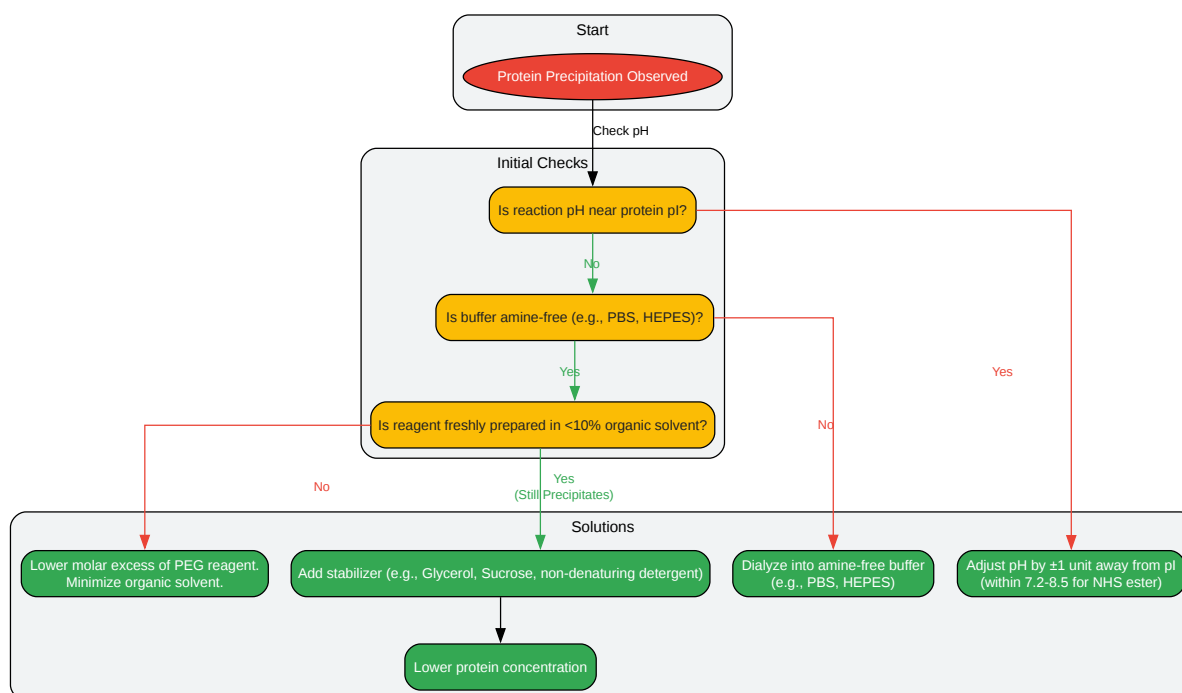 Start
Protein Precipitation Observed
Check pH
Initial Checks
Is reaction pH near protein pI?
No
Is buffer amine-free (e.g., PBS, HEPES)?
Yes
Yes
Is reagent freshly prepared in <10% organic solvent?
No
No
Yes
(Still Precipitates)
Solutions
Lower molar excess of PEG reagent.
Minimize organic solvent.
Add stabilizer (e.g., Glycerol, Sucrose, non-denaturing detergent)
Dialyze into amine-free buffer
(e.g., PBS, HEPES)
Adjust pH by ±1 unit away from pI
(within 7.2-8.5 for NHS ester)
Lower protein concentration